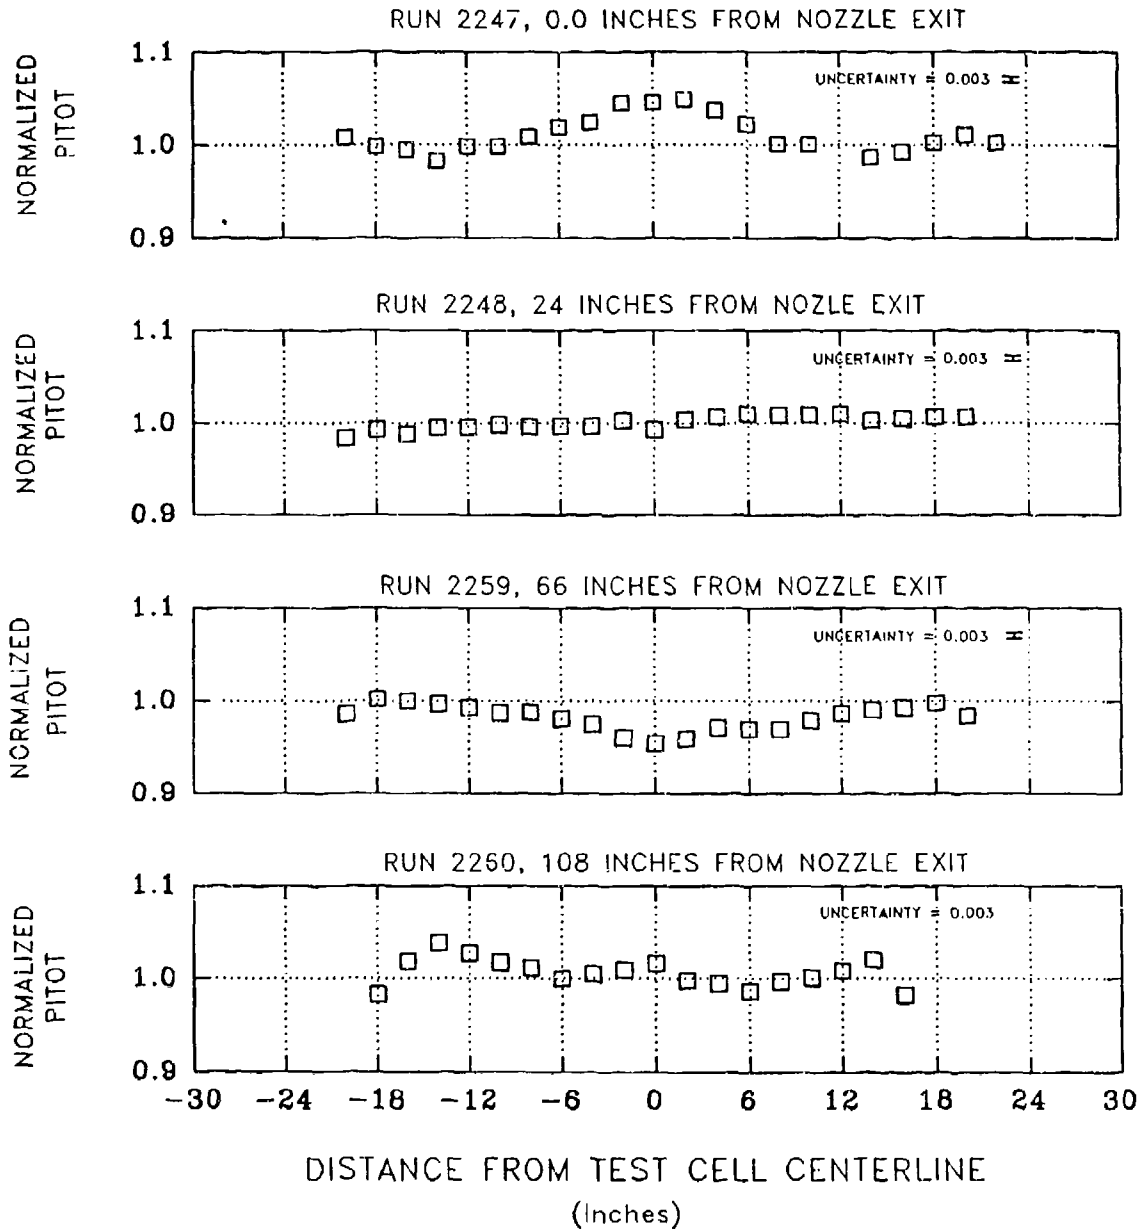 RUN 2247, 0.0 INCHES FROM NOZZLE EXIT
NORMALIZED
PITOT
1.1
1.0
0.9
UNCERTAINTY = 0.003
RUN 2248, 24 INCHES FROM NOZLE EXIT
NORMALIZED
PITOT
1.1
1.0
0.9
UNCERTAINTY = 0.003
RUN 2259, 66 INCHES FROM NOZZLE EXIT
NORMALIZED
PITOT
1.1
1.0
0.9
UNCERTAINTY = 0.003
RUN 2260, 108 INCHES FROM NOZZLE EXIT
NORMALIZED
PITOT
1.1
1.0
0.9
UNCERTAINTY = 0.003
-30 -24 -18 -12 -6 0 6 12 18 24 30
DISTANCE FROM TEST CELL CENTERLINE
(Inches)